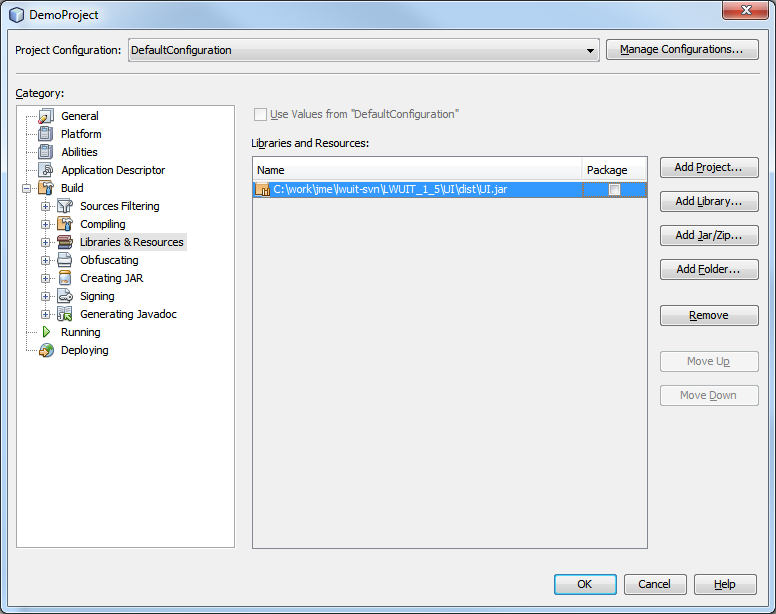 DemoProject
Project Configuration: DefaultConfiguration Manage Configurations...
Category:
General
Platform
Abilities
Application Descriptor
Build
Sources Filtering
Compiling
Libraries & Resources
Obfuscating
Creating JAR
Signing
Generating Javadoc
Running
Deploying
Use Values from "DefaultConfiguration"
Libraries and Resources:
Name Package
C:\work\jme\lwuit-svn\LWUIT_1_5\UI\dist\UI.jar
Add Project...
Add Library...
Add Jar/Zip...
Add Folder...
Remove
Move Up
Move Down
OK Cancel Help